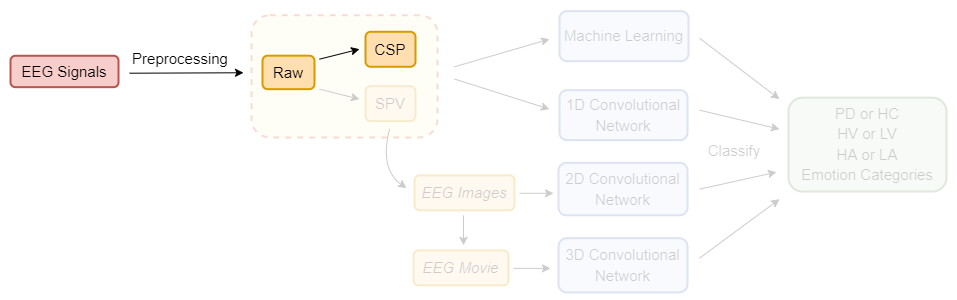 EEG Signals
Preprocessing
Raw
CSP
SPV
EEG Images
EEG Movie
Machine Learning
1D Convolutional
Network
2D Convolutional
Network
3D Convolutional
Network
Classify
PD or HC
HV or LV
HA or LA
Emotion Categories